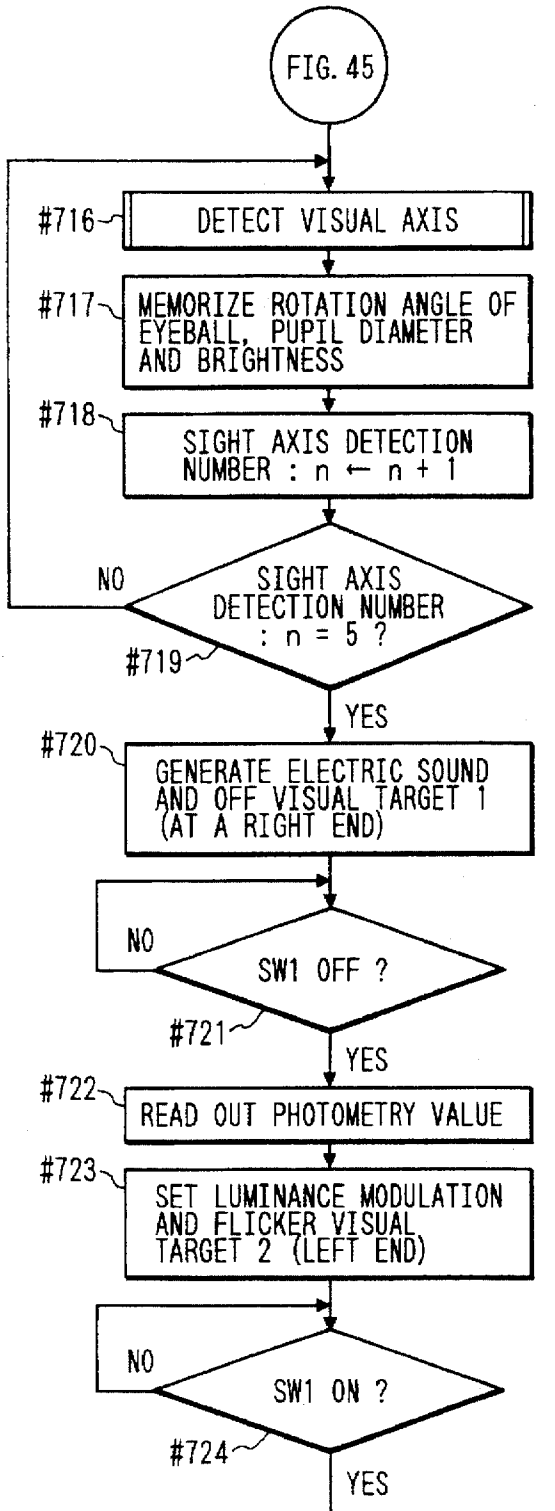 FIG. 45
#716
DETECT VISUAL AXIS
#717
MEMORIZE ROTATION ANGLE OF
EYEBALL, PUPIL DIAMETER
AND BRIGHTNESS
#718
SIGHT AXIS DETECTION
NUMBER : n ← n + 1
NO
SIGHT AXIS
DETECTION NUMBER
: n = 5 ?
#719
YES
#720
GENERATE ELECTRIC SOUND
AND OFF VISUAL TARGET 1
(AT A RIGHT END)
NO
SW1 OFF ?
#721
YES
#722
READ OUT PHOTOMETRY VALUE
#723
SET LUMINANCE MODULATION
AND FLICKER VISUAL
TARGET 2 (LEFT END)
NO
SW1 ON ?
#724
YES